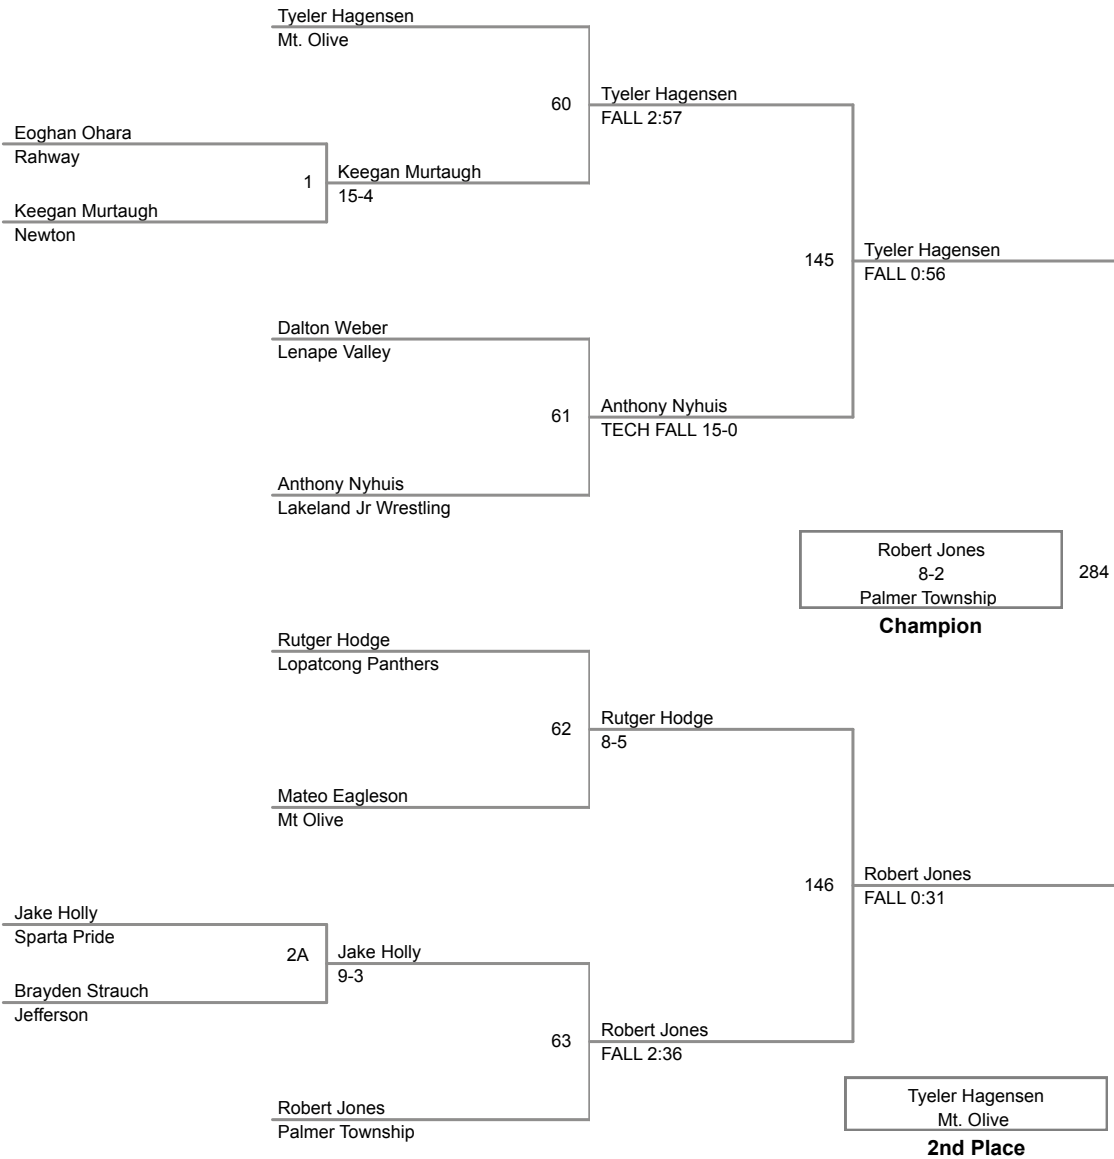 Tyeler Hagensen
Mt. Olive
60
Tyeler Hagensen
FALL 2:57
Eoghan Ohara
Rahway
1
Keegan Murtaugh
15-4
Keegan Murtaugh
Newton
145
Tyeler Hagensen
FALL 0:56
Dalton Weber
Lenape Valley
61
Anthony Nyhuis
TECH FALL 15-0
Anthony Nyhuis
Lakeland Jr Wrestling
Robert Jones
8-2
Palmer Township
284
Champion
Rutger Hodge
Lopatcong Panthers
62
Rutger Hodge
8-5
Mateo Eagleson
Mt Olive
146
Robert Jones
FALL 0:31
Jake Holly
Sparta Pride
2A
Jake Holly
9-3
Brayden Strauch
Jefferson
63
Robert Jones
FALL 2:36
Robert Jones
Palmer Township
Tyeler Hagensen
Mt. Olive
2nd Place